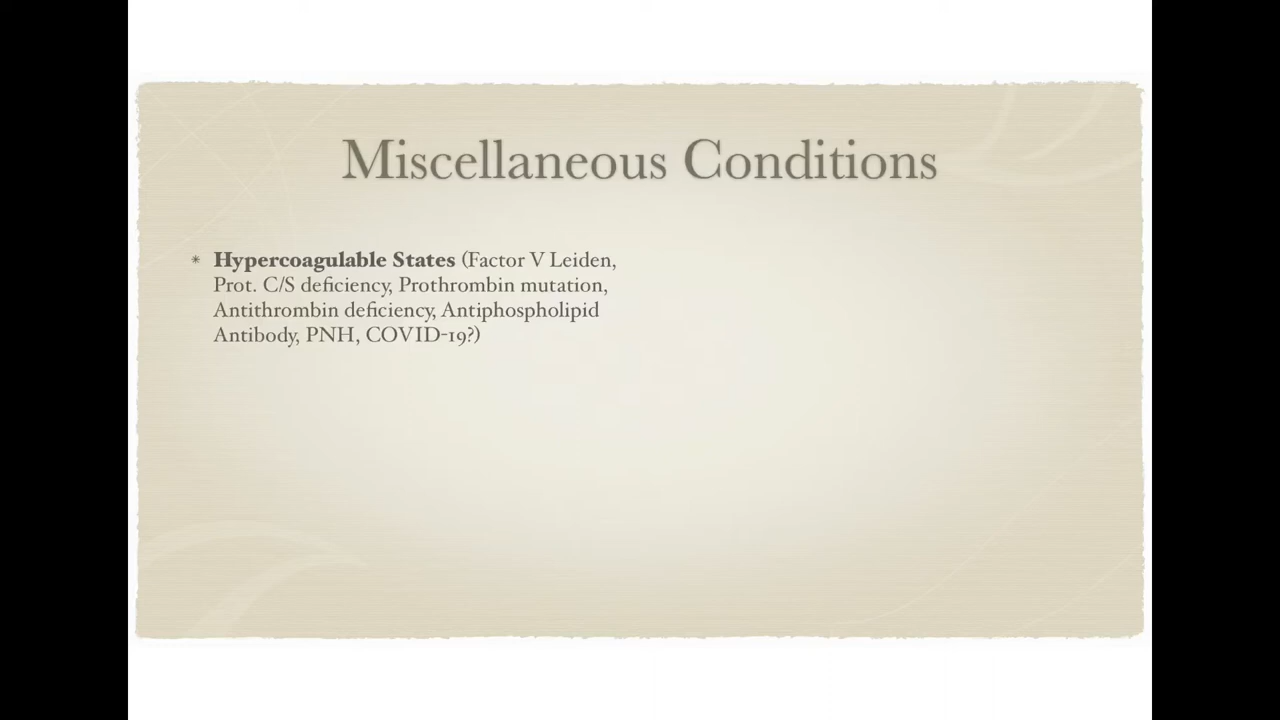 Miscellaneous Conditions
* Hypercoagulable States (Factor V Leiden,
Prot. C/S deficiency, Prothrombin mutation,
Antithrombin deficiency, Antiphospholipid
Antibody, PNH, COVID-19?)